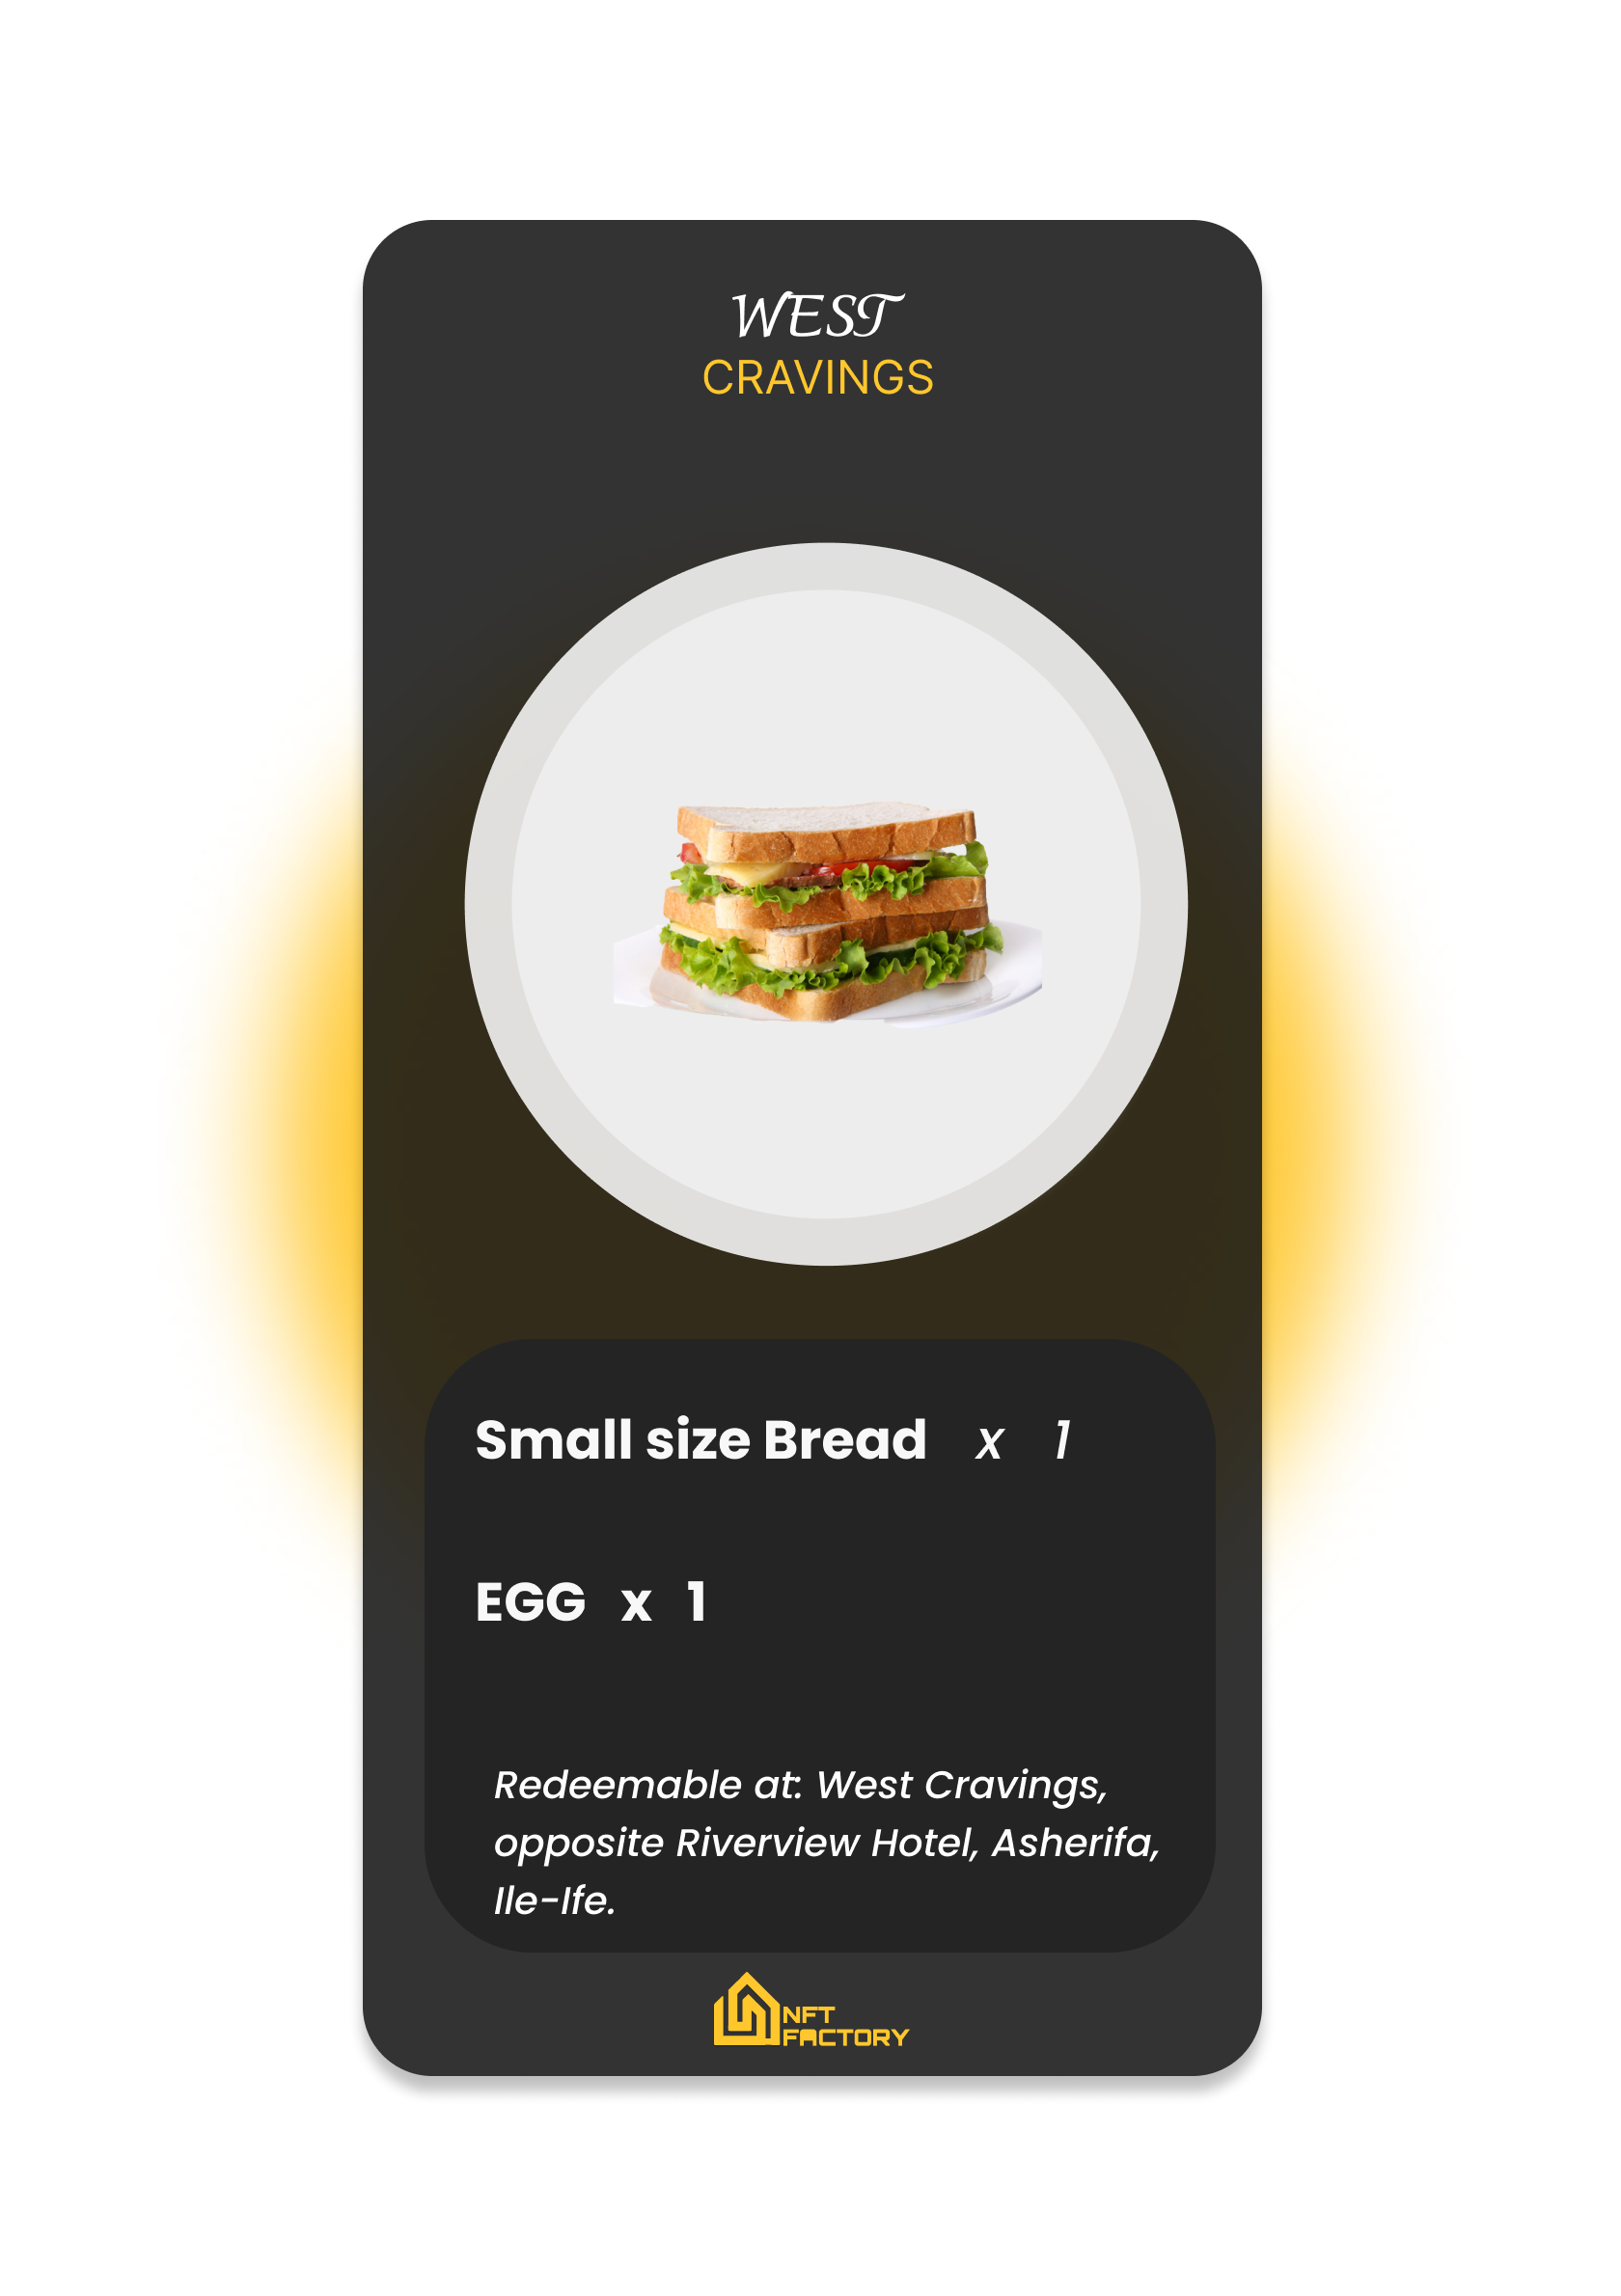 WEST
CRAVINGS
Small size Bread x 1
EGG x 1
Redeemable at: West Cravings,
opposite Riverview Hotel, Asherifa,
Ile-Ife.
NFT
FACTORY